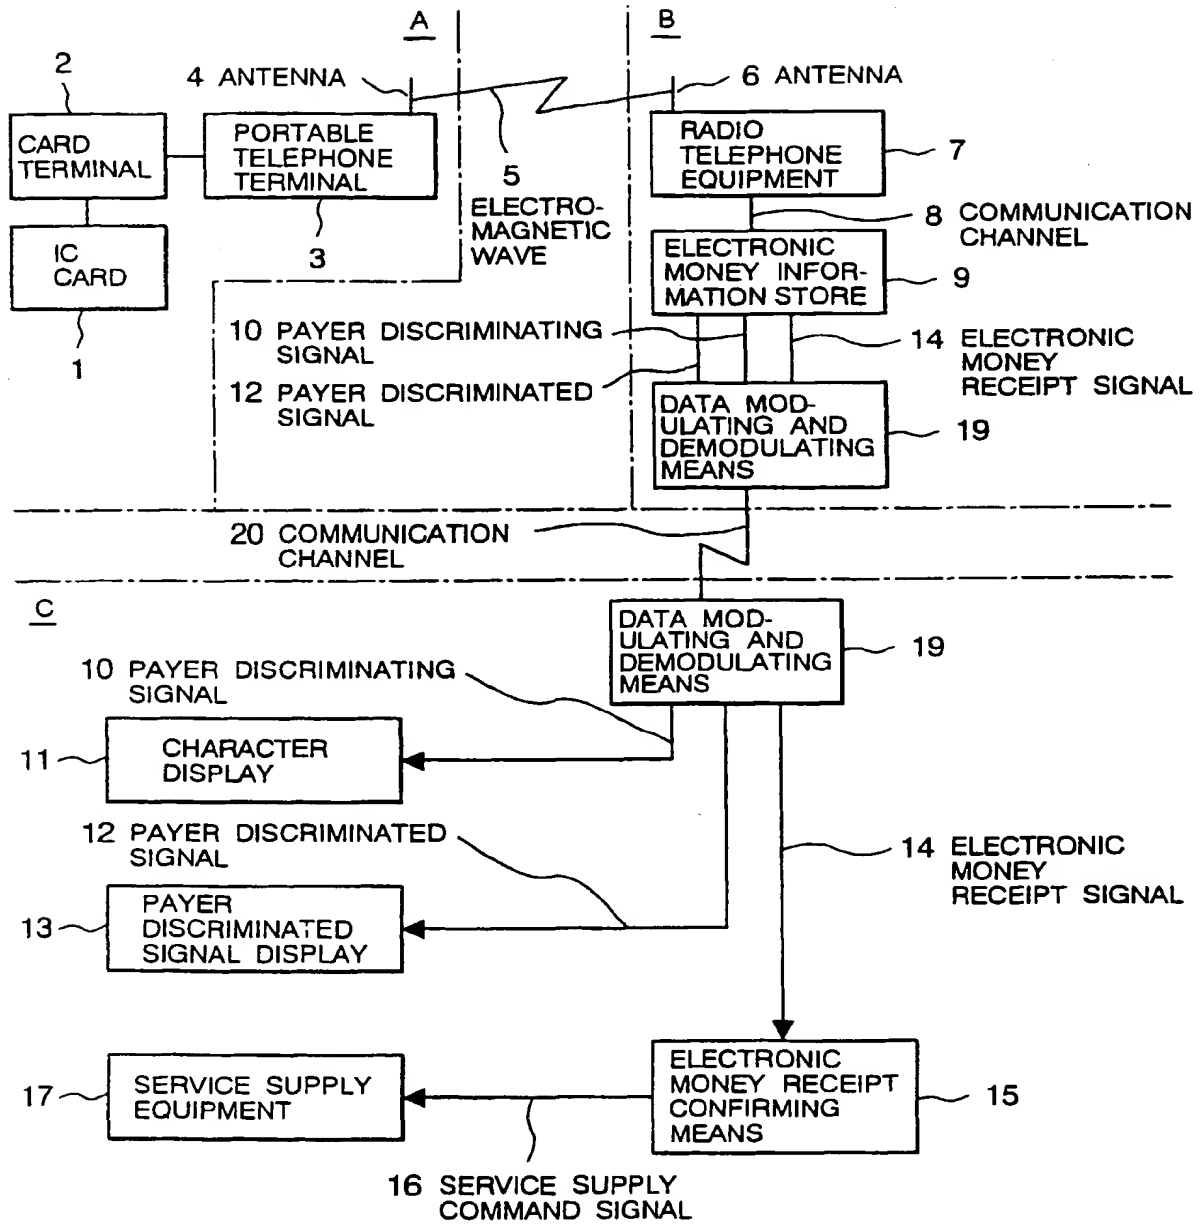 A
B
2
4 ANTENNA
6 ANTENNA
CARD
TERMINAL
PORTABLE
TELEPHONE
TERMINAL
5
ELECTRO-
MAGNETIC
WAVE
RADIO
TELEPHONE
EQUIPMENT
7
8 COMMUNICATION
CHANNEL
IC
CARD
3
1
ELECTRONIC
MONEY INFOR-
MATION STORE
9
10 PAYER DISCRIMINATING
SIGNAL
12 PAYER DISCRIMINATED
SIGNAL
14 ELECTRONIC
MONEY
RECEIPT SIGNAL
DATA MOD-
ULATING AND
DEMODULATING
MEANS
19
20 COMMUNICATION
CHANNEL
C
DATA MOD-
ULATING AND
DEMODULATING
MEANS
19
10 PAYER DISCRIMINATING
SIGNAL
11
CHARACTER
DISPLAY
12 PAYER DISCRIMINATED
SIGNAL
14 ELECTRONIC
MONEY
RECEIPT SIGNAL
13
PAYER
DISCRIMINATED
SIGNAL DISPLAY
17
SERVICE SUPPLY
EQUIPMENT
ELECTRONIC
MONEY RECEIPT
CONFIRMING
MEANS
15
16 SERVICE SUPPLY
COMMAND SIGNAL